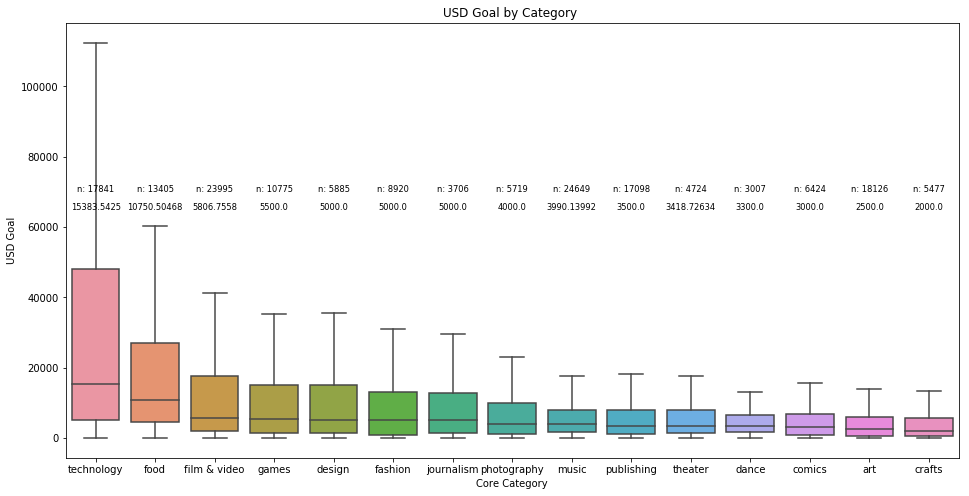 USD Goal by Category
100000
80000
n: 17841 n: 13405 n: 23995 n: 10775 n: 5885 n: 8920 n: 3706 n: 5719 n: 24649 n: 17098 n: 4724 n: 3007 n: 6424 n: 18126 n: 5477
15383.5425 10750.50468 5806.7558 5500.0 5000.0 5000.0 5000.0 4000.0 3990.13992 3500.0 3418.72634 3300.0 3000.0 2500.0 2000.0
60000
USD Goal
40000
20000
0
technology food film & video games design fashion journalism photography music publishing theater dance comics art crafts
Core Category